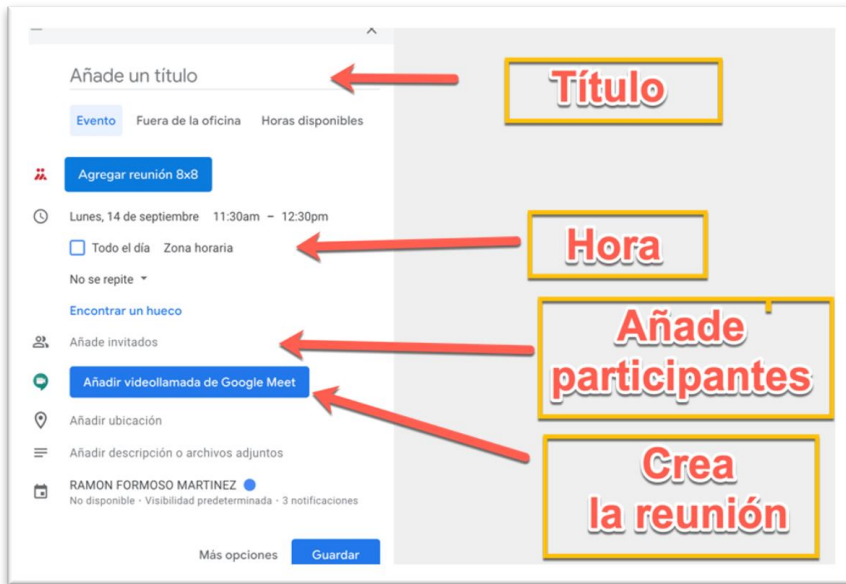 Añade un título
Título
Evento Fuera de la oficina Horas disponibles
Agregar reunión 8x8
Lunes, 14 de septiembre 11:30am – 12:30pm
Todo el día Zona horaria
Hora
No se repite
Encontrar un hueco
Añade invitados
Añade
participantes
Añadir videollamada de Google Meet
Añadir ubicación
Añadir descripción o archivos adjuntos
Crea
la reunión
RAMON FORMOSO MARTINEZ
No disponible · Visibilidad predeterminada · 3 notificaciones
Más opciones Guardar